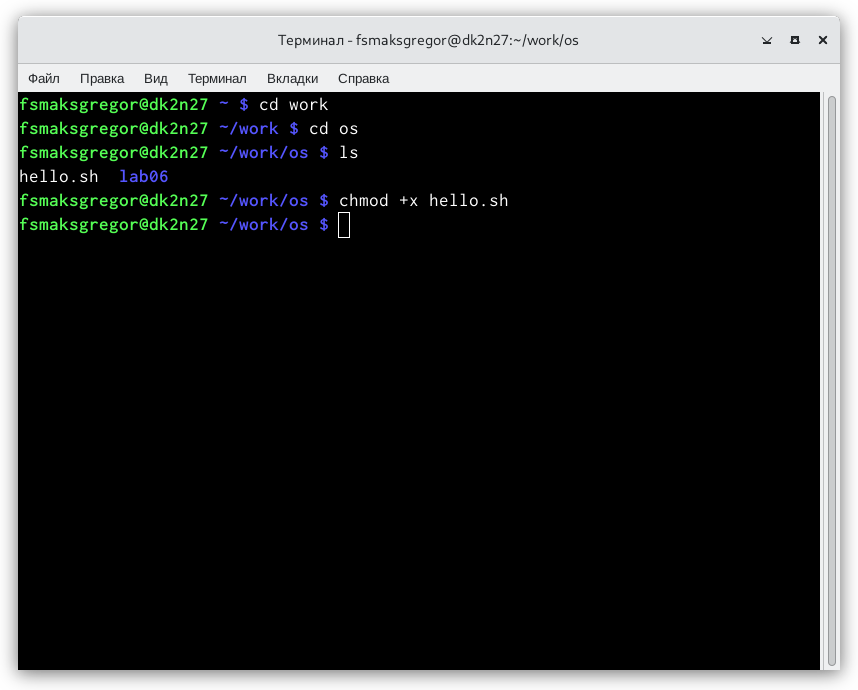 Терминал - fsmaksgregor@dk2n27:~/work/os
Файл Правка Вид Терминал Вкладки Справка
fsmaksgregor@dk2n27 ~ $ cd work
fsmaksgregor@dk2n27 ~/work $ cd os
fsmaksgregor@dk2n27 ~/work/os $ ls
hello.sh  lab06
fsmaksgregor@dk2n27 ~/work/os $ chmod +x hello.sh
fsmaksgregor@dk2n27 ~/work/os $